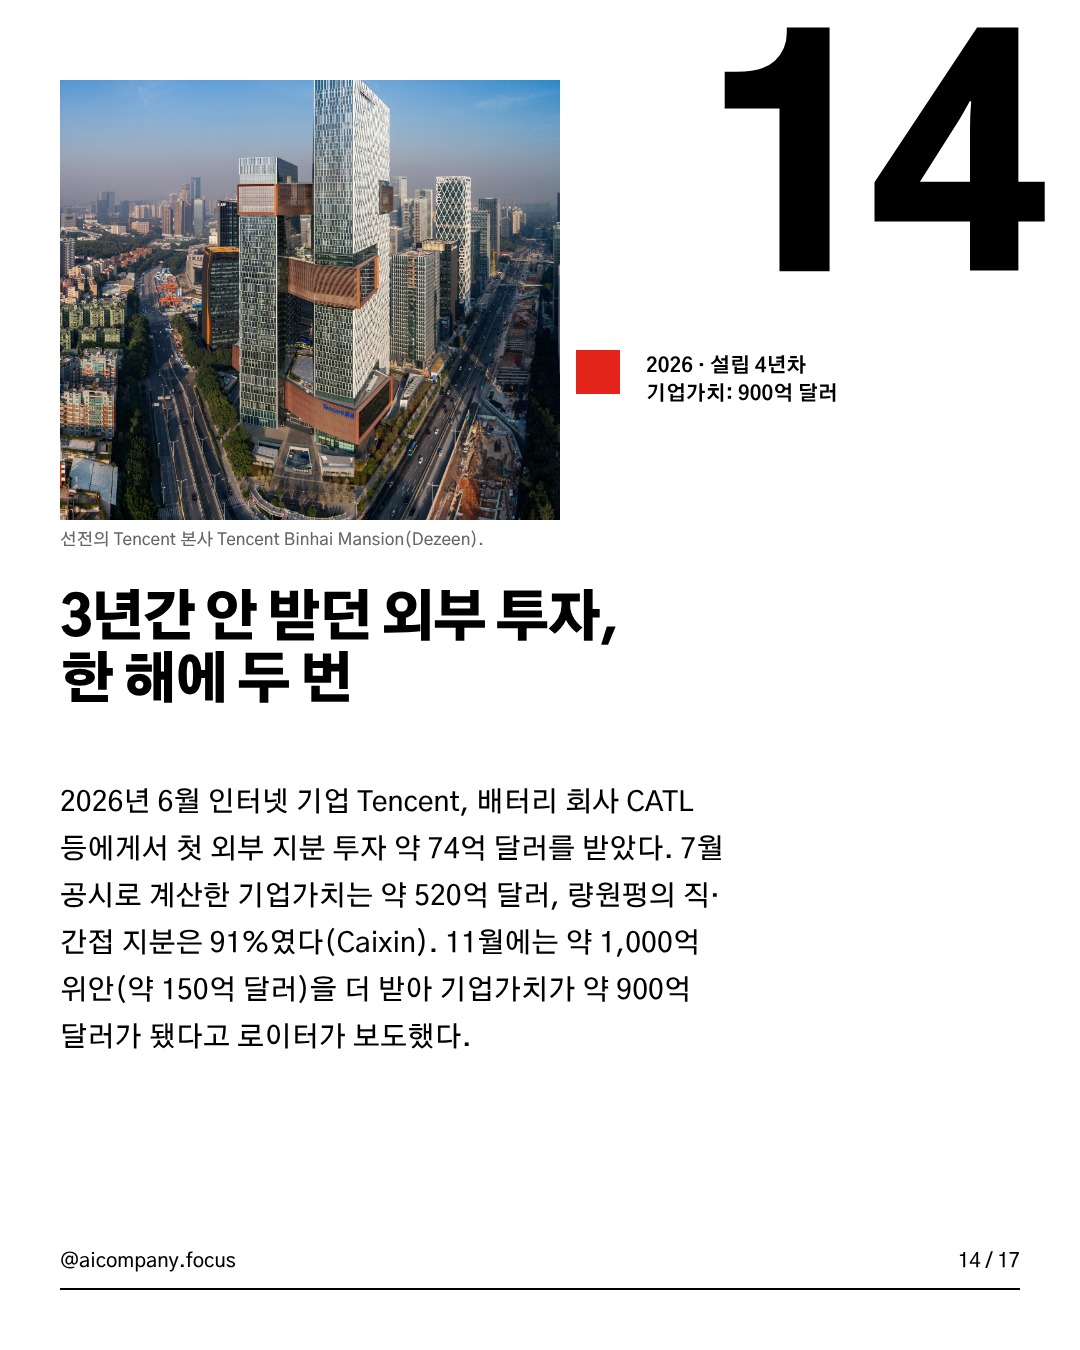 14
Tencent
2026 · 설립 4년차
기업가치: 900억 달러
선전의 Tencent 본사 Tencent Binhai Mansion(Dezeen).
3년간 안 받던 외부 투자,
한 해에 두 번
2026년 6월 인터넷 기업 Tencent, 배터리 회사 CATL
등에게서 첫 외부 지분 투자 약 74억 달러를 받았다. 7월
공시로 계산한 기업가치는 약 520억 달러, 량원펑의 직·
간접 지분은 91%였다(Caixin). 11월에는 약 1,000억
위안(약 150억 달러)을 더 받아 기업가치가 약 900억
달러가 됐다고 로이터가 보도했다.
@aicompany.focus
14 / 17